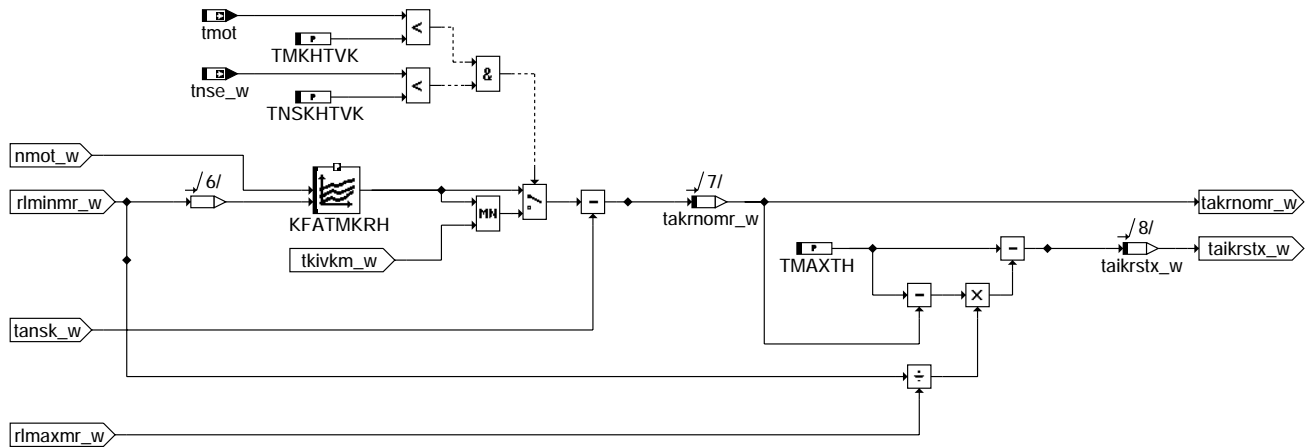 tmot
<
TMKHTVK
&
tnse_w
<
TNSKHTVK
nmot_w
/6/
P
/7/
rlminmr_w
KFATMKRH
MN
-
takrnomr_w
takrnomr_w
tkivkm_w
P
TMAXTH
-
/8/
taikrstx_w
taikrstx_w
-
×
tansk_w
÷
rlmaxmr_w